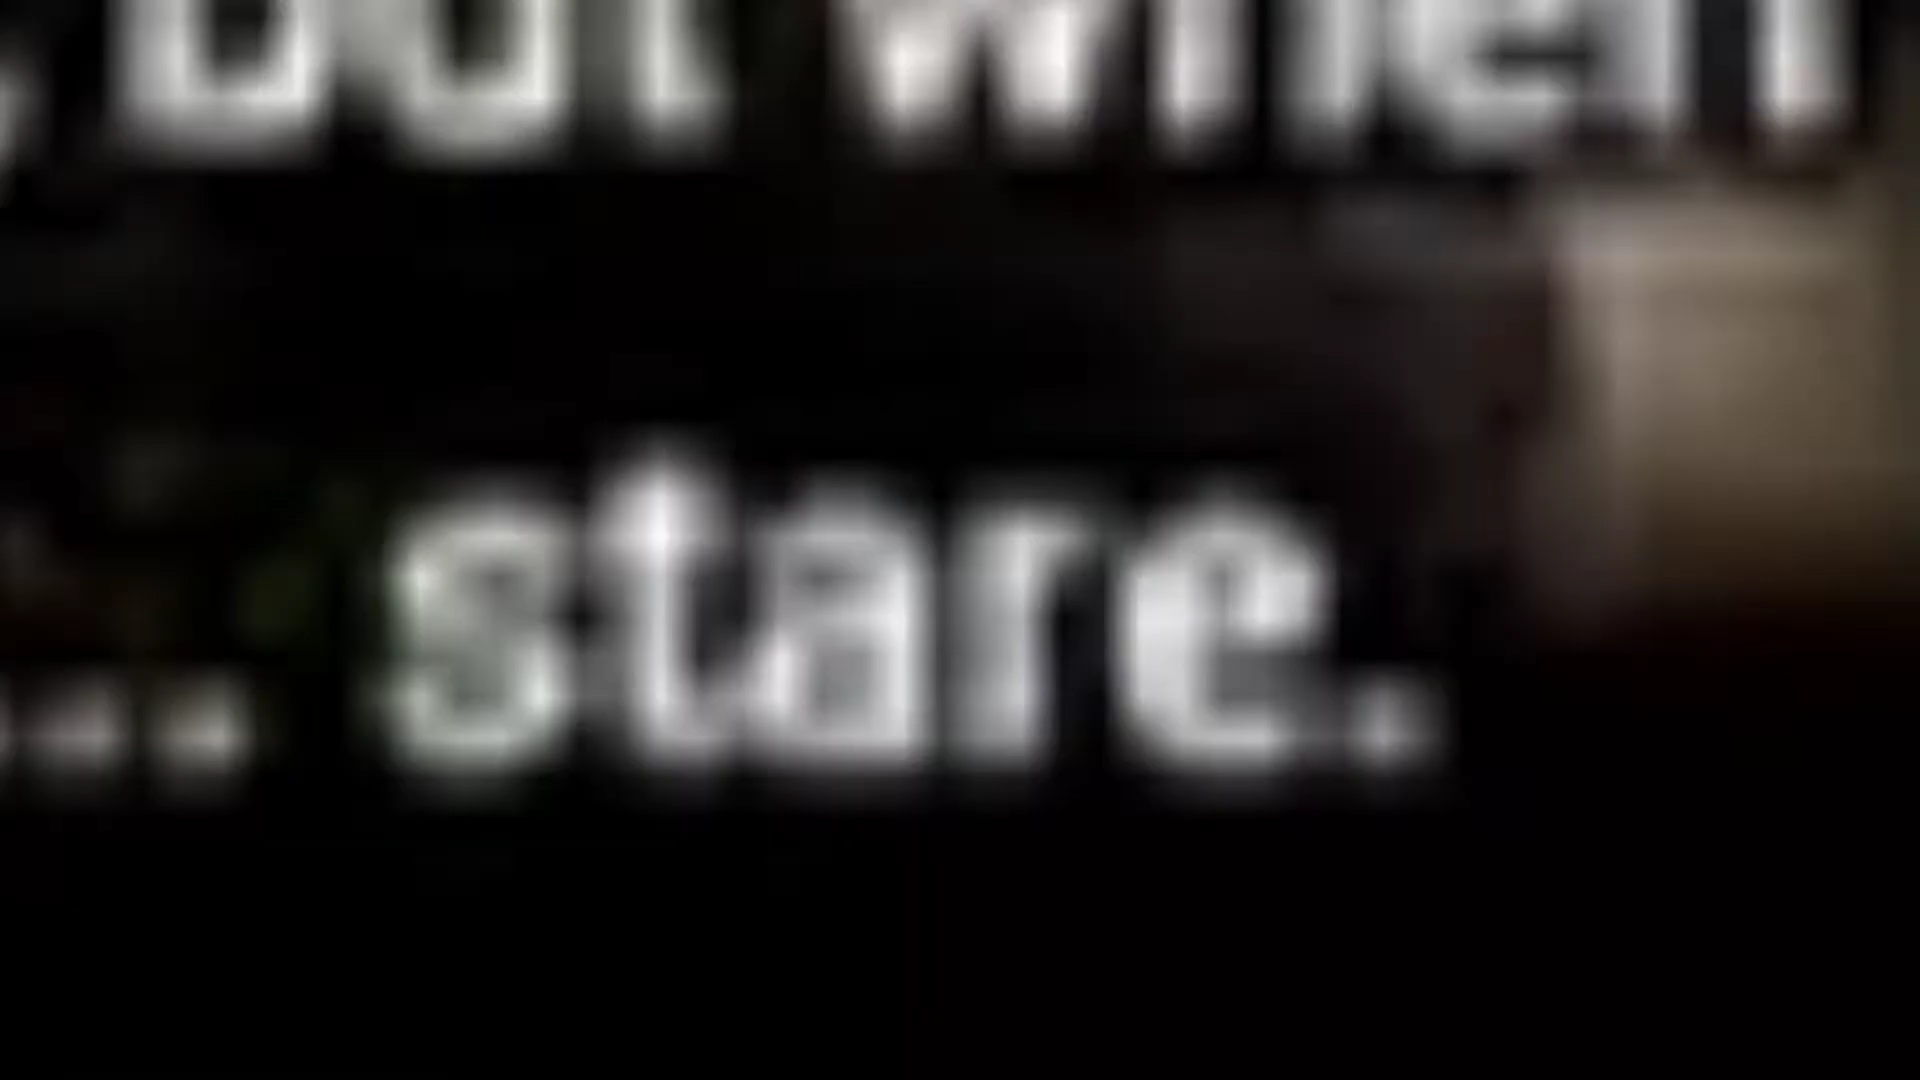 , but when
... stare.